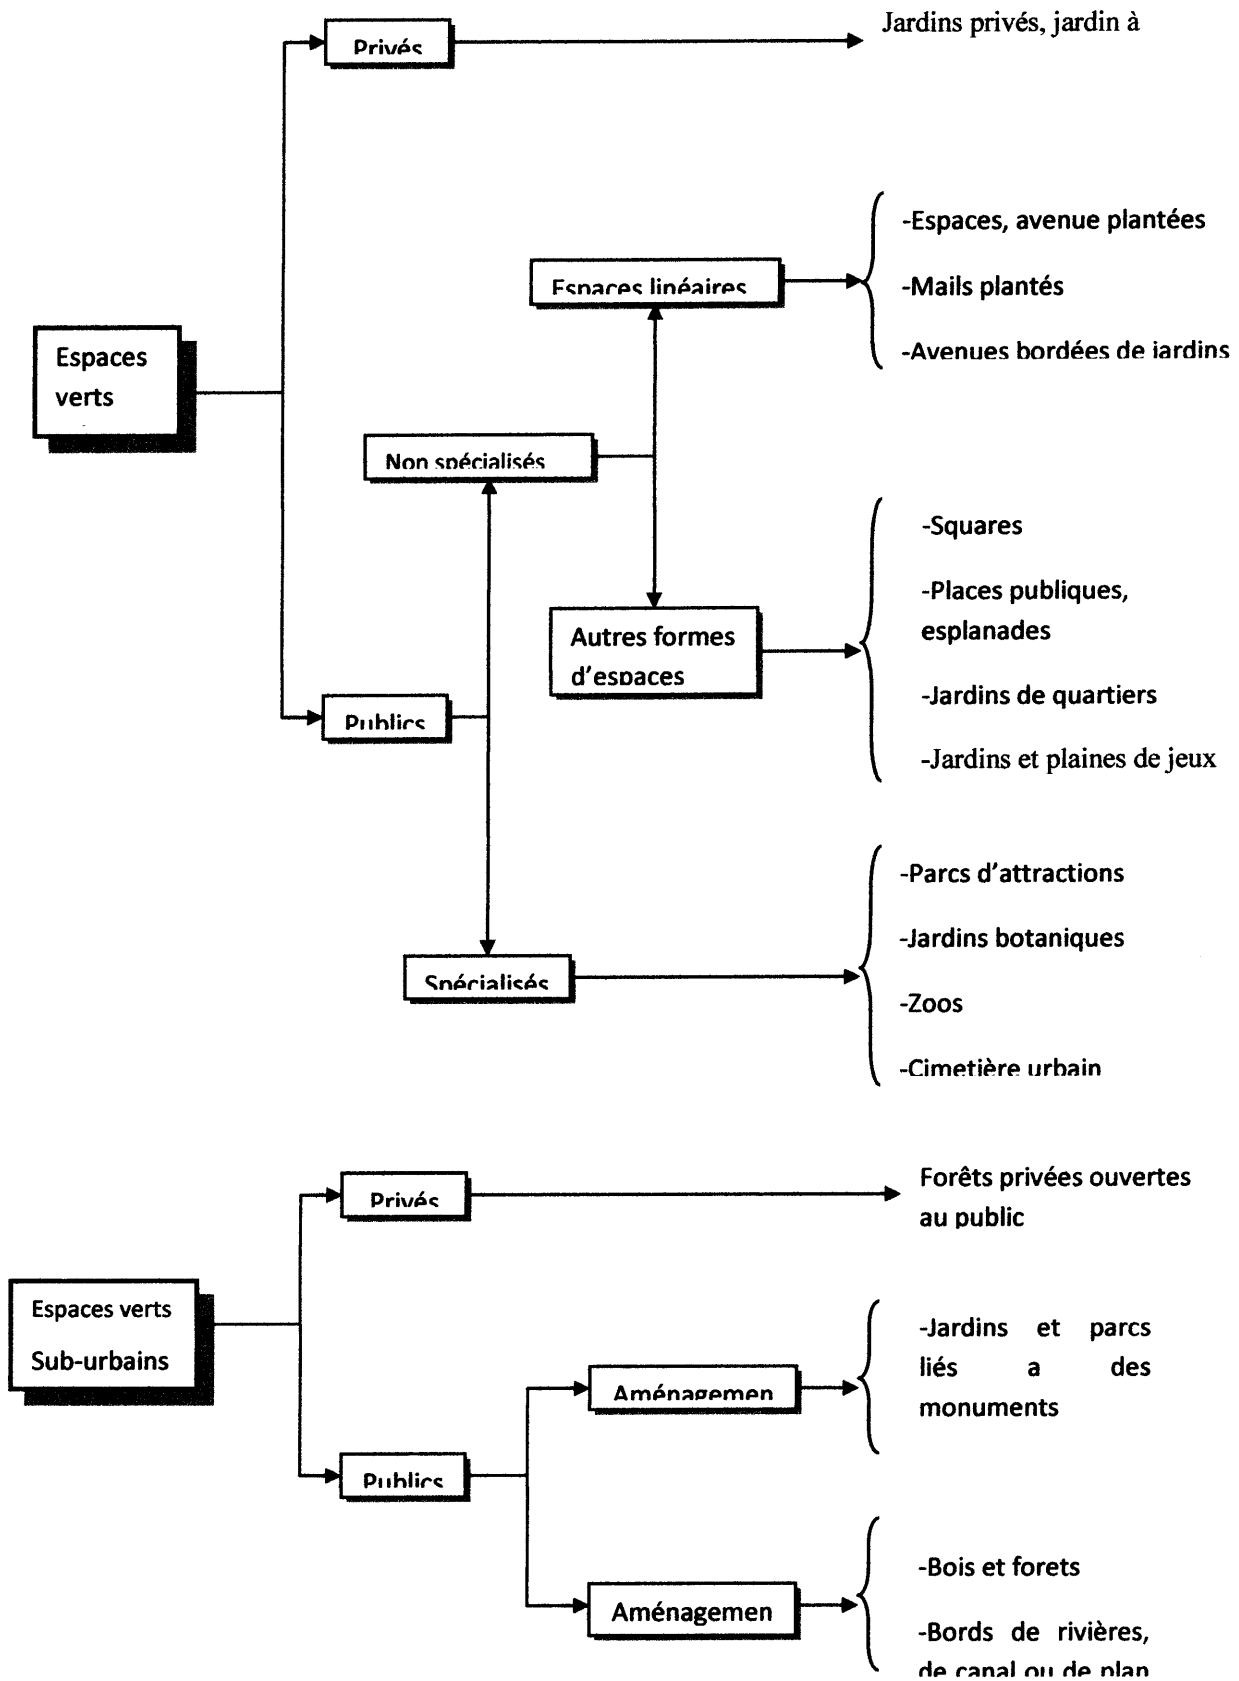 Jardins privés, jardin à
Privés
-Espaces, avenue plantées
Espaces linéaires
-Mails plantés
-Avenues bordées de jardins
Espaces
verts
Non spécialisés
-Squares
-Places publiques,
esplanades
Autres formes
d'espaces
-Jardins de quartiers
Publics
-Jardins et plaines de jeux
-Parcs d'attractions
-Jardins botaniques
Spécialisés
-Zoos
-Cimetière urbain
Forêts privées ouvertes
au public
Privés
Espaces verts
Sub-urbains
-Jardins et parcs
liés a des
monuments
Aménagemen
Publics
-Bois et forets
Aménagemen
-Bords de rivières,
de canal ou de plan